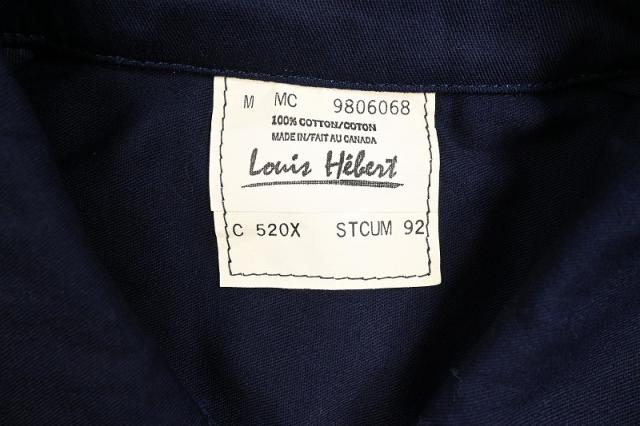 M MC 9806068
100% COTTON/COTON
MADE IN/FAIT AU CANADA
Louis Hébert
C 520X STCUM 92